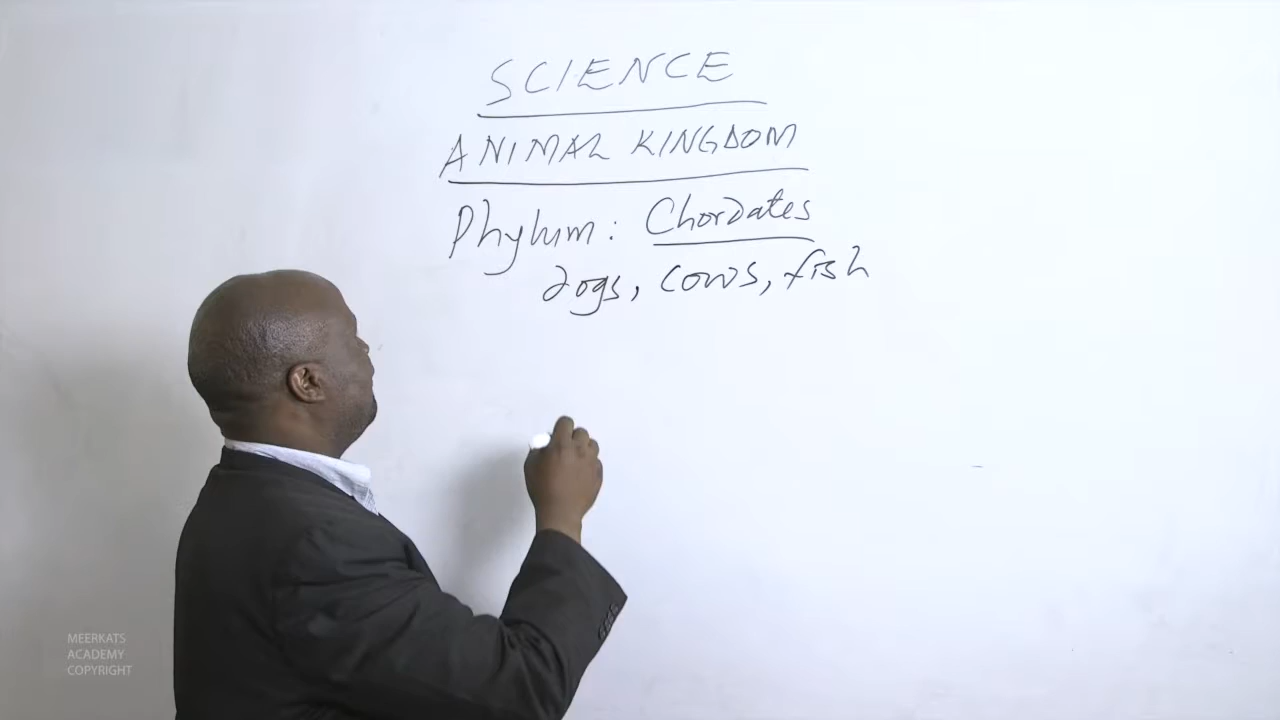 SCIENCE
ANIMAL KINGDOM
Phylum: Chordates
dogs, cows, fish
MEERKATS
ACADEMY
COPYRIGHT